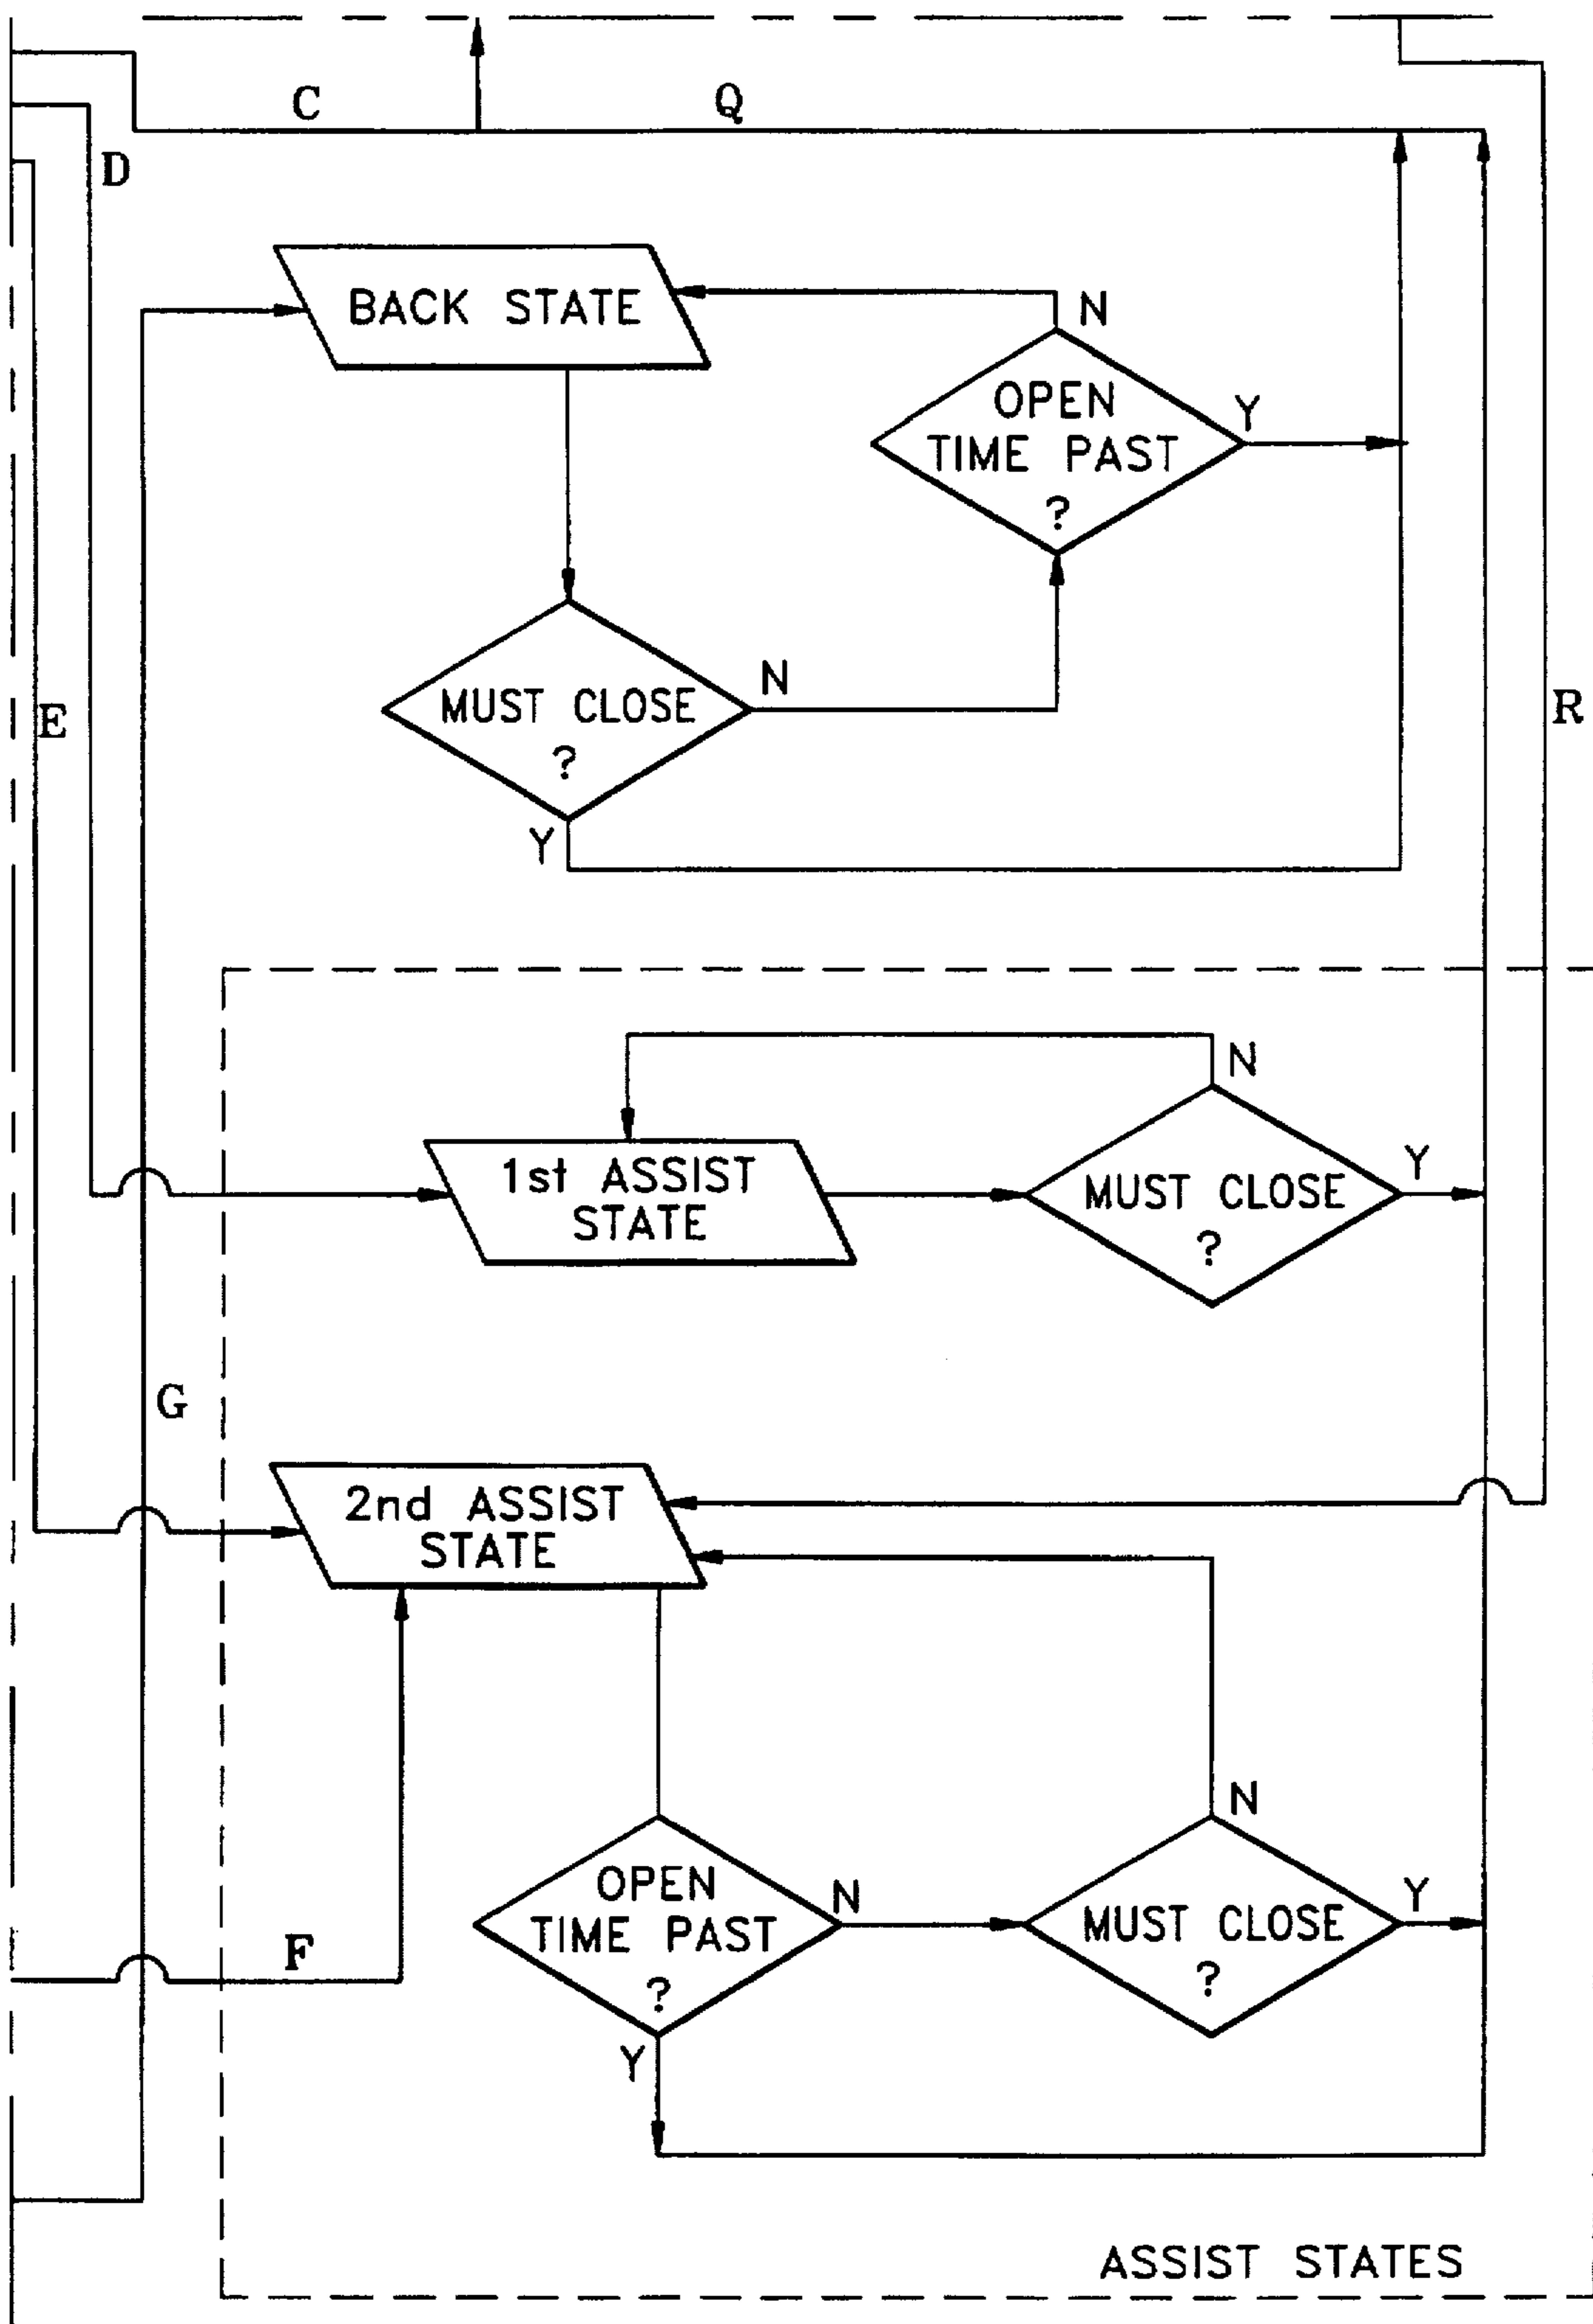 C
Q
D
BACK STATE
N
OPEN
TIME PAST
?
Y
MUST CLOSE
?
N
Y
E
R
N
1st ASSIST
STATE
MUST CLOSE
?
Y
G
2nd ASSIST
STATE
N
OPEN
TIME PAST
?
N
MUST CLOSE
?
Y
F
Y
ASSIST STATES